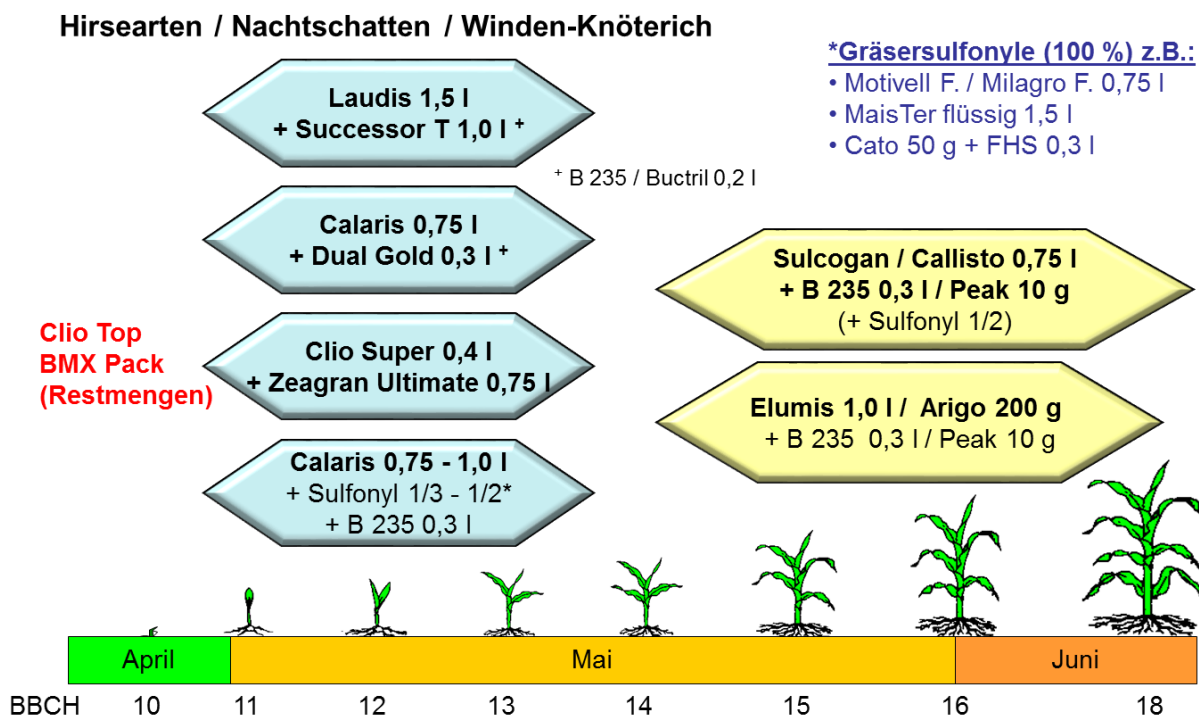 Hirsearten / Nachtschatten / Winden-Knöterich
*Gräsersulfonyle (100 %) z.B.:
• Motivell F. / Milagro F. 0,75 l
• MaisTer flüssig 1,5 l
• Cato 50 g + FHS 0,3 l
Laudis 1,5 l
+ Successor T 1,0 l +
+ B 235 / Buctril 0,2 l
Calaris 0,75 l
+ Dual Gold 0,3 l +
Sulcogan / Callisto 0,75 l
+ B 235 0,3 l / Peak 10 g
(+ Sulfonyl 1/2)
Clio Top
BMX Pack
(Restmengen)
Clio Super 0,4 l
+ Zeagran Ultimate 0,75 l
Elumis 1,0 l / Arigo 200 g
+ B 235 0,3 l / Peak 10 g
Calaris 0,75 - 1,0 l
+ Sulfonyl 1/3 - 1/2*
+ B 235 0,3 l
April Mai Juni
BBCH 10 11 12 13 14 15 16 18